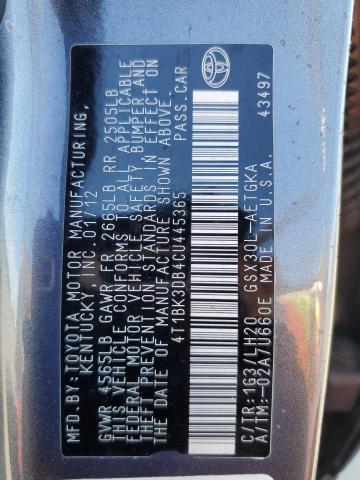 MFD.BY:TOYOTA MOTOR MANUFACTURING,
KENTUCKY, INC. 01/12
GVWR 4565LB GAWR FR 2665LB RR 2505LB
THIS VEHICLE CONFORMS TO ALL APPLICABLE
FEDERAL MOTOR VEHICLE SAFETY BUMPER,AND
THEFT PREVENTION STANDARDS IN EFFECT ON
THE DATE OF MANUFACTURE SHOWN ABOVE.
4T1BK3DB4CU445365 PASS.CAR
C/TR:1G3/LH20 GSX30L-AETGKA
A/TM:-02A/U660E MADE IN U.S.A. 43497
TOYOTA